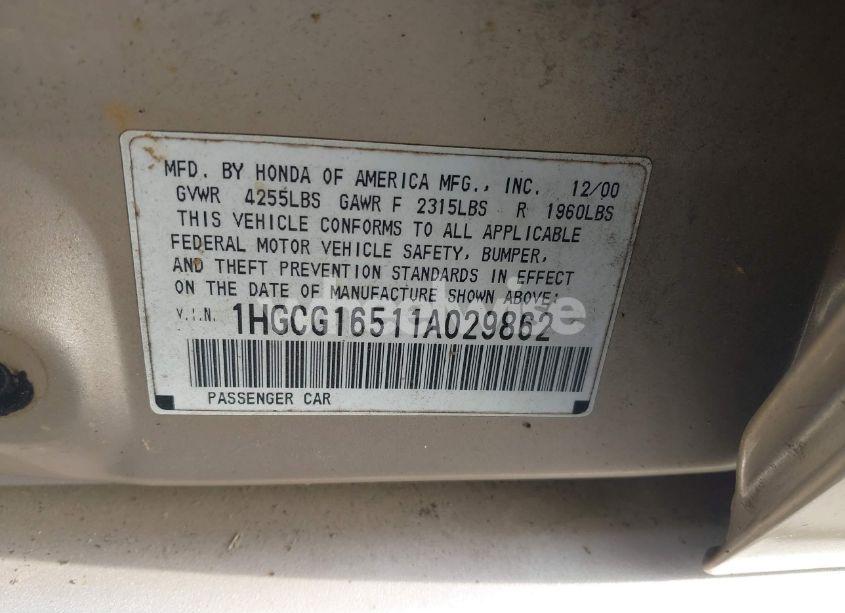 MFD. BY HONDA OF AMERICA MFG., INC. 12/00
GVWR 4255LBS GAWR F 2315LBS R 1960LBS
THIS VEHICLE CONFORMS TO ALL APPLICABLE
FEDERAL MOTOR VEHICLE SAFETY, BUMPER,
AND THEFT PREVENTION STANDARDS IN EFFECT
ON THE DATE OF MANUFACTURE SHOWN ABOVE:
V.I.N. 1HGCG16511A029862
PASSENGER CAR